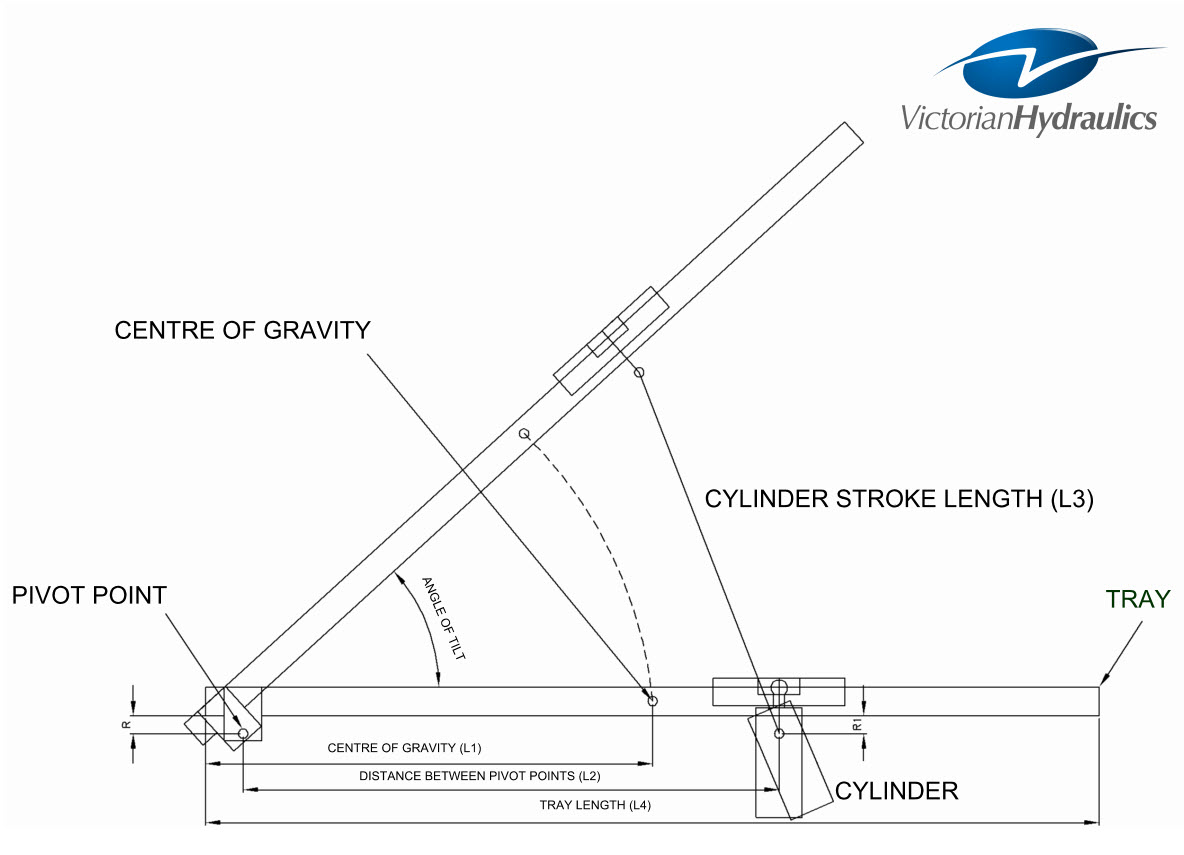 VictorianHydraulics
CENTRE OF GRAVITY
CYLINDER STROKE LENGTH (L3)
PIVOT POINT
ANGLE OF TILT
TRAY
R
R1
CENTRE OF GRAVITY (L1)
DISTANCE BETWEEN PIVOT POINTS (L2)
CYLINDER
TRAY LENGTH (L4)